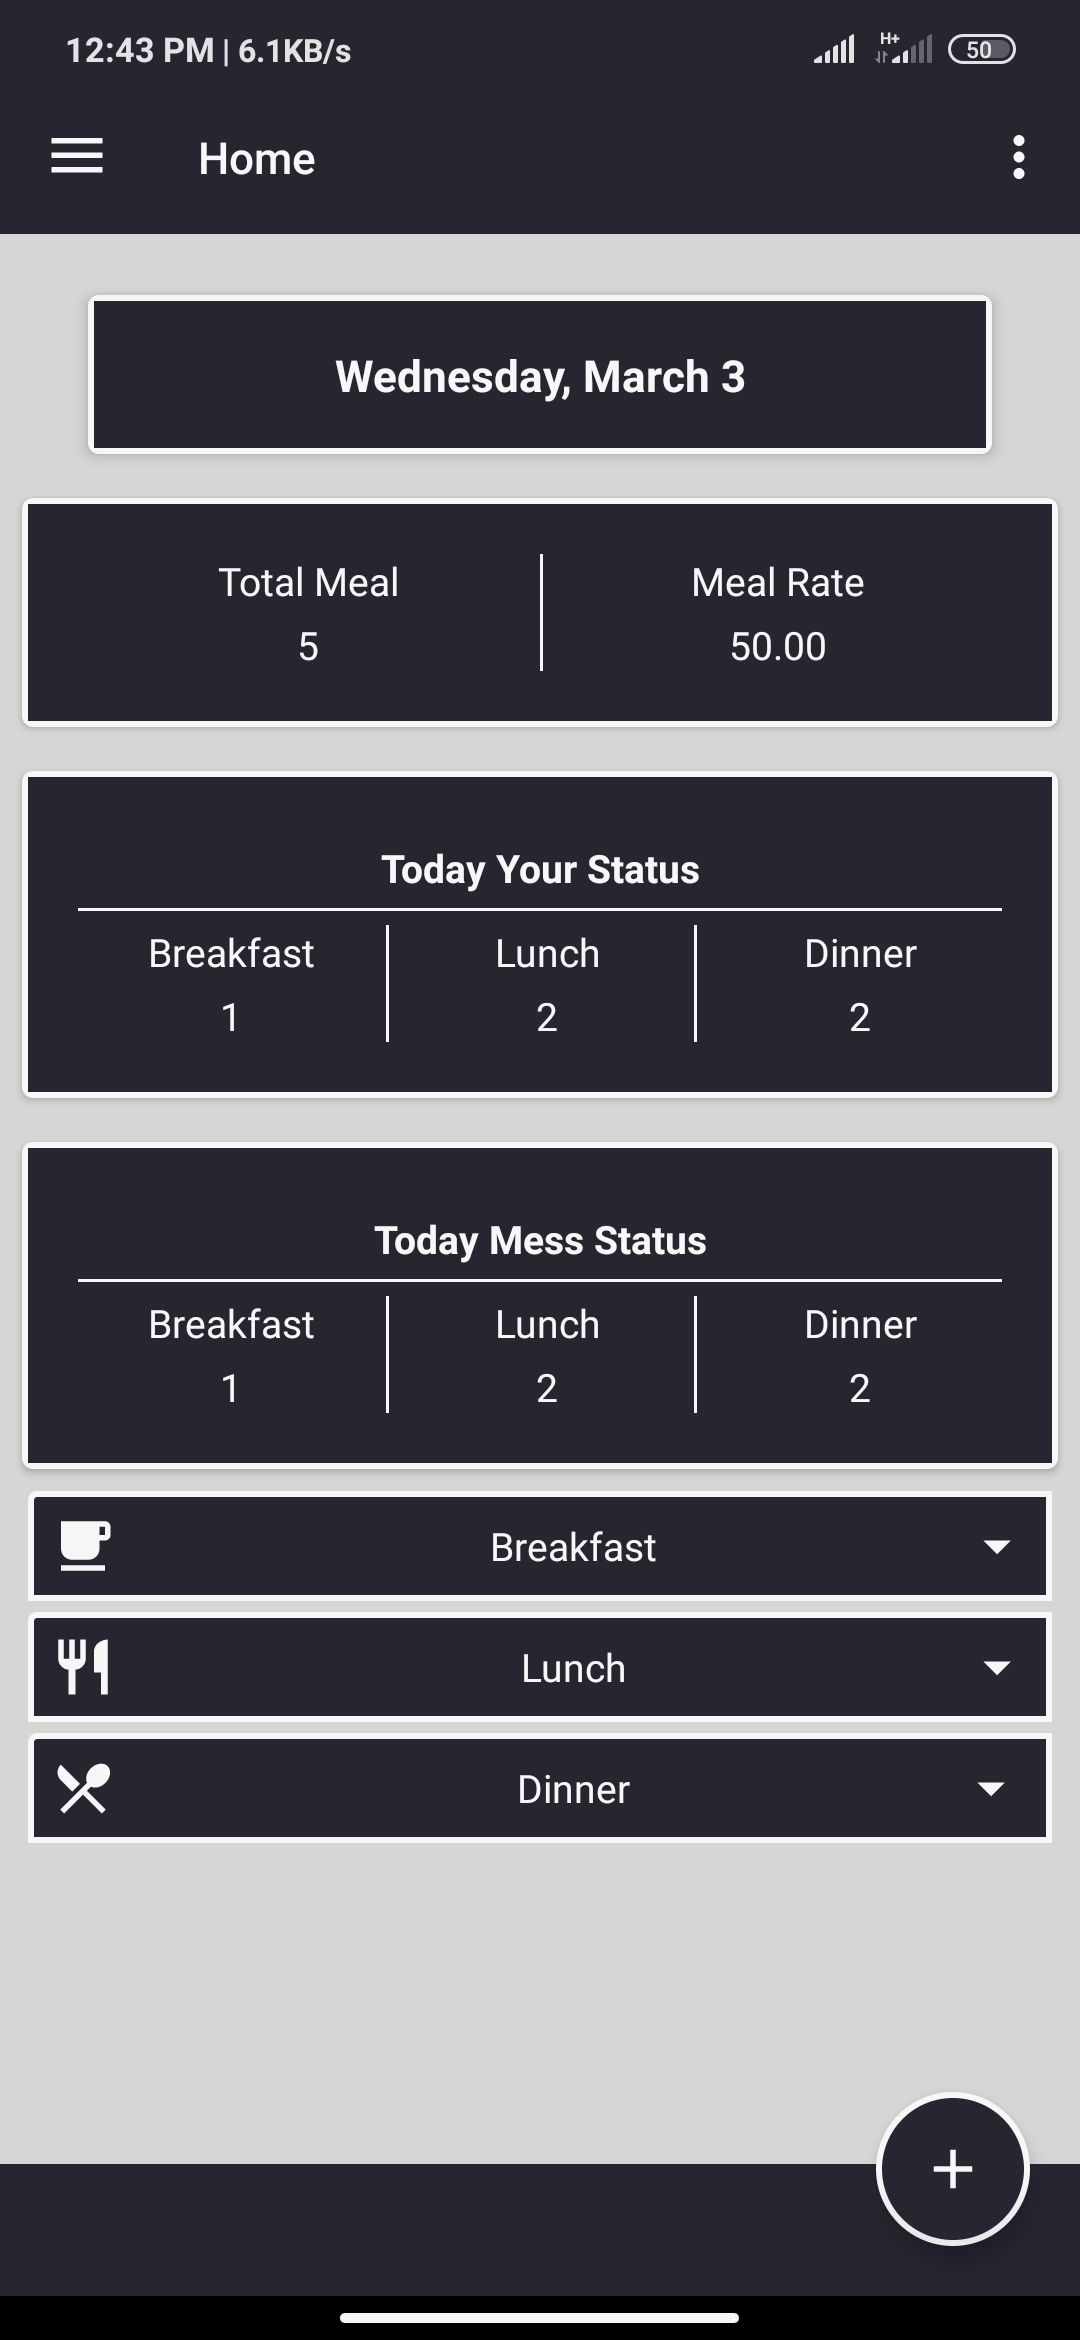 12:43 PM | 6.1KB/s H+ 50
Home
Wednesday, March 3
Total Meal Meal Rate
5 50.00
Today Your Status
Breakfast Lunch Dinner
1 2 2
Today Mess Status
Breakfast Lunch Dinner
1 2 2
Breakfast
Lunch
Dinner
+